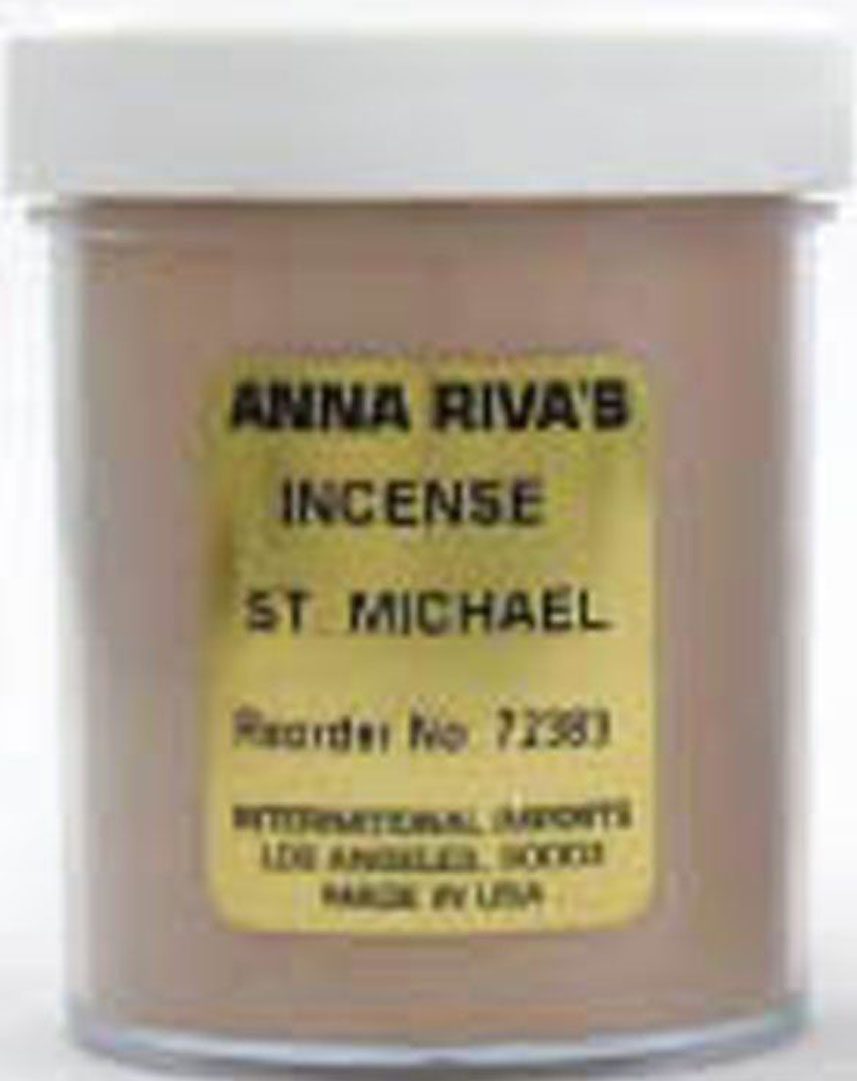 ANNA RIVA'S
INCENSE
ST. MICHAEL
Reorder No 72383
INTERNATIONAL IMPORTS
LOS ANGELES,
MADE IN USA